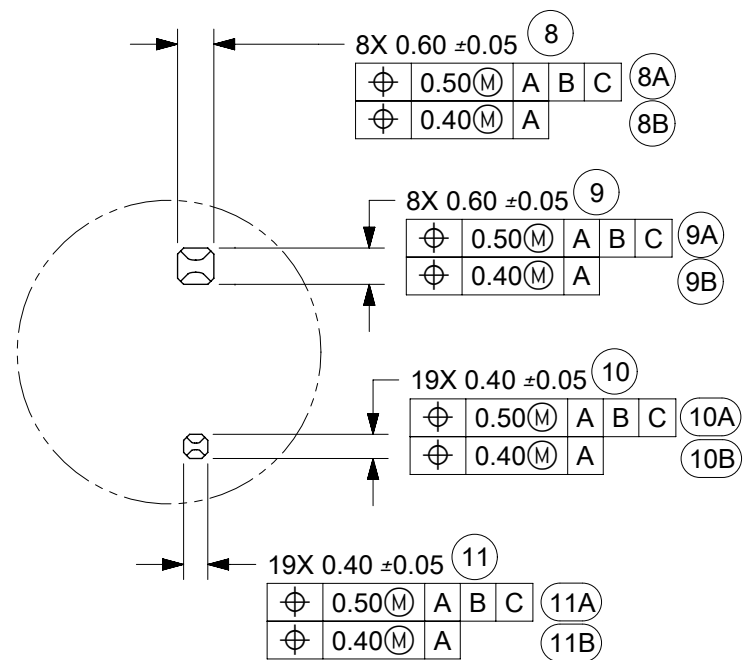 8X 0.60 ±0.05 8
⌖ 0.50Ⓜ A B C 8A
⌖ 0.40Ⓜ A 8B
8X 0.60 ±0.05 9
⌖ 0.50Ⓜ A B C 9A
⌖ 0.40Ⓜ A 9B
19X 0.40 ±0.05 10
⌖ 0.50Ⓜ A B C 10A
⌖ 0.40Ⓜ A 10B
19X 0.40 ±0.05 11
⌖ 0.50Ⓜ A B C 11A
⌖ 0.40Ⓜ A 11B